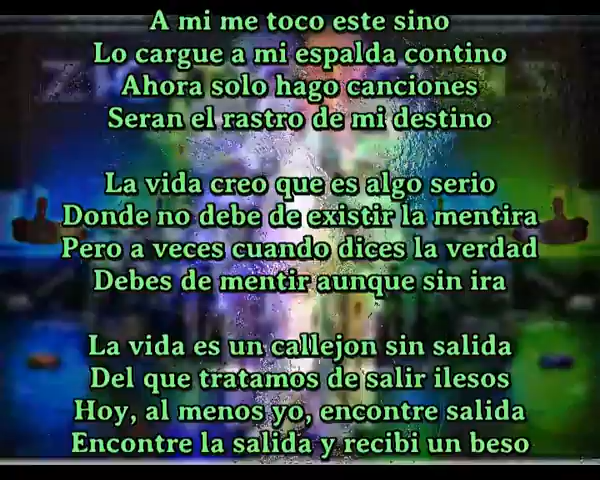 A mi me toco este sino
Lo cargue a mi espalda contino
Ahora solo hago canciones
Seran el rastro de mi destino
La vida creo que es algo serio
Donde no debe de existir la mentira
Pero a veces cuando dices la verdad
Debes de mentir aunque sin ira
La vida es un callejon sin salida
Del que tratamos de salir ilesos
Hoy, al menos yo, encontre salida
Encontre la salida y recibi un beso